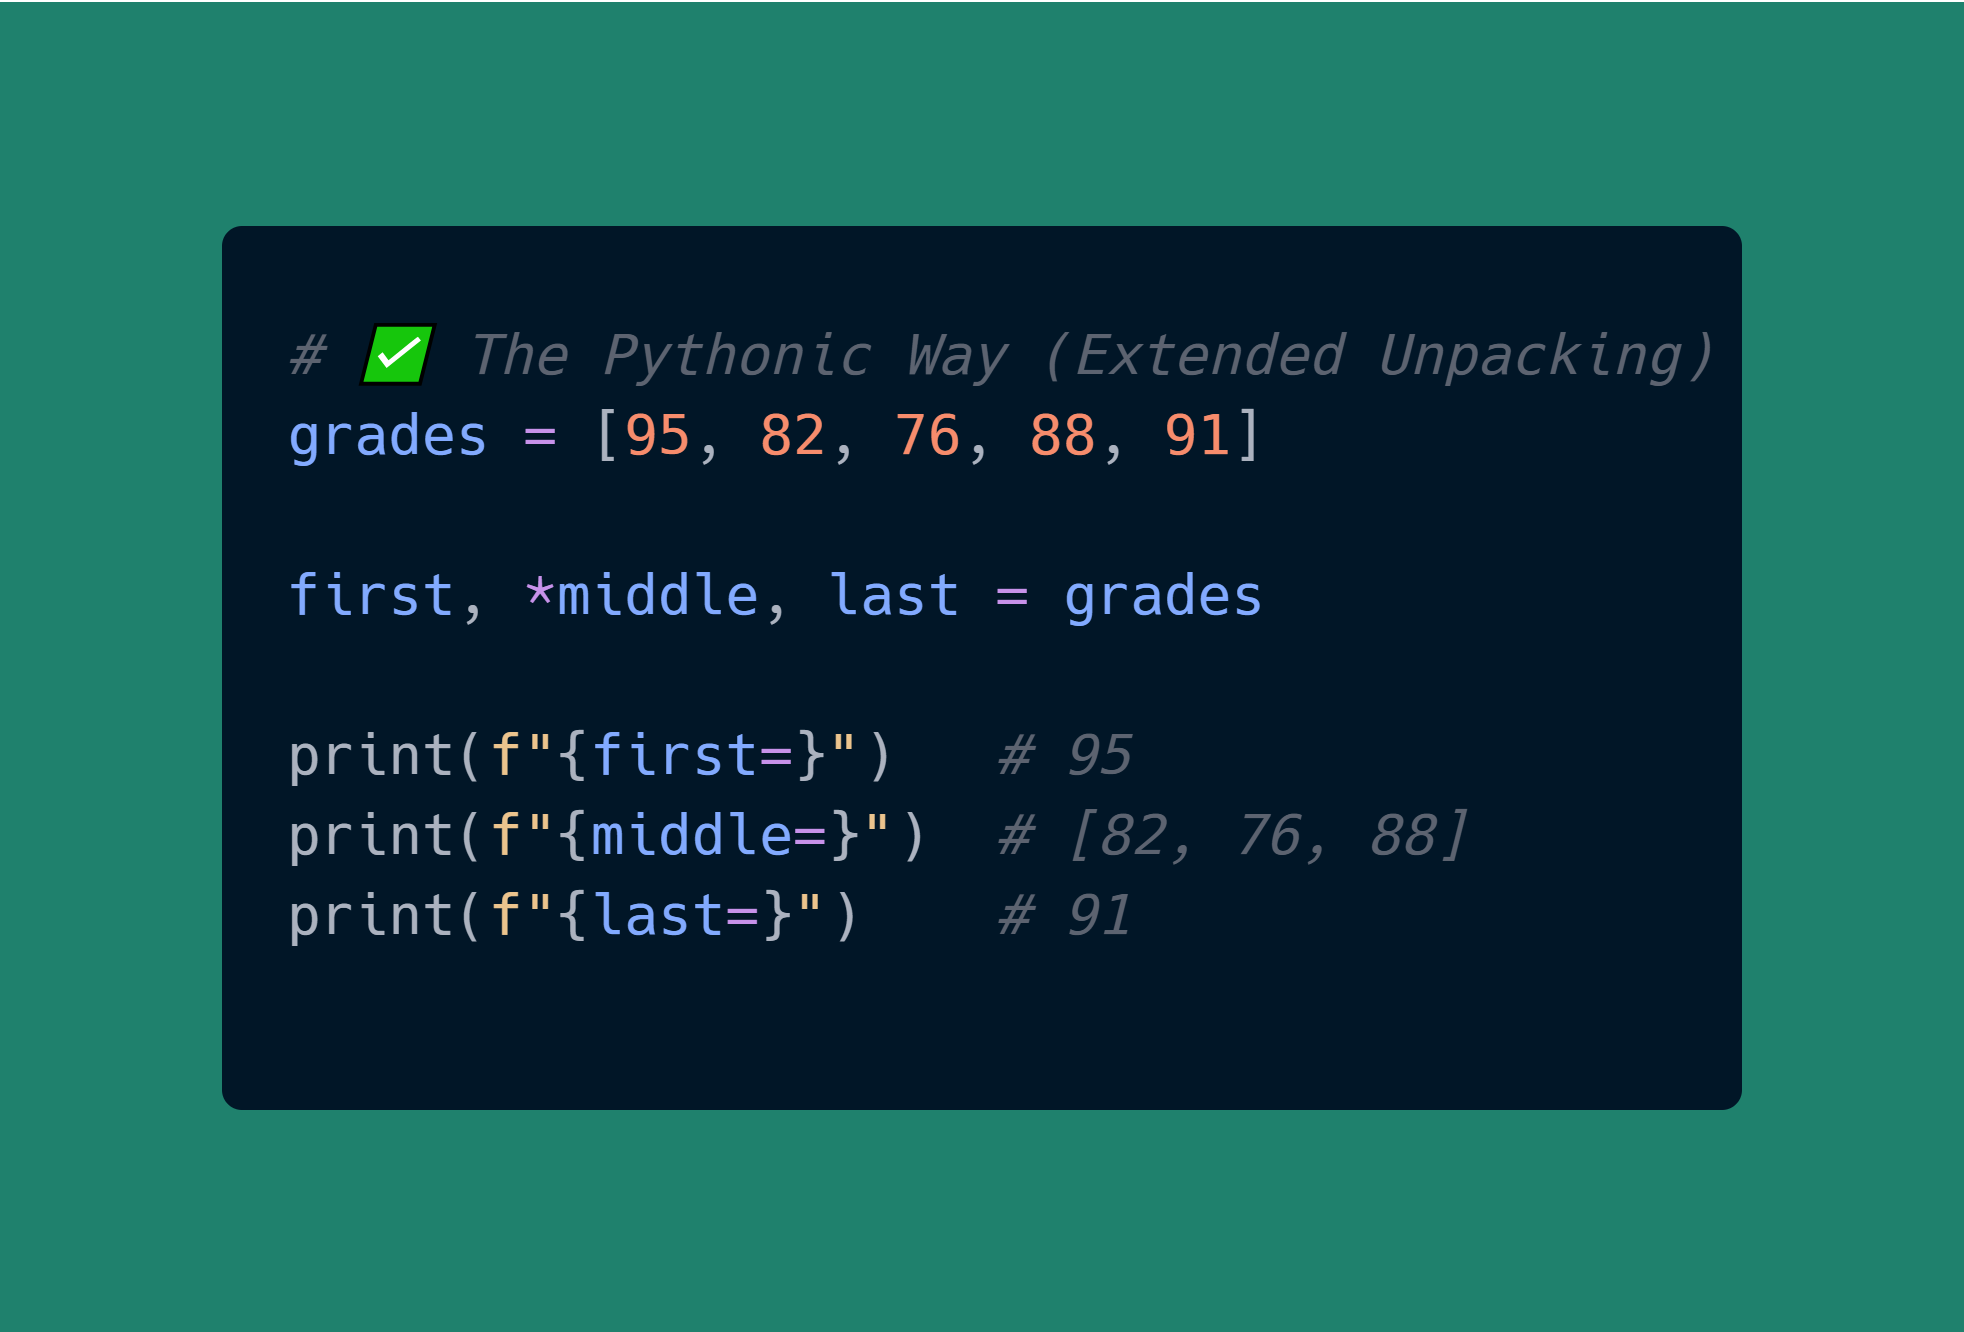 # ✅ The Pythonic Way (Extended Unpacking)
grades = [95, 82, 76, 88, 91]
first, *middle, last = grades
print(f"{first=}")   # 95
print(f"{middle=}")  # [82, 76, 88]
print(f"{last=}")    # 91